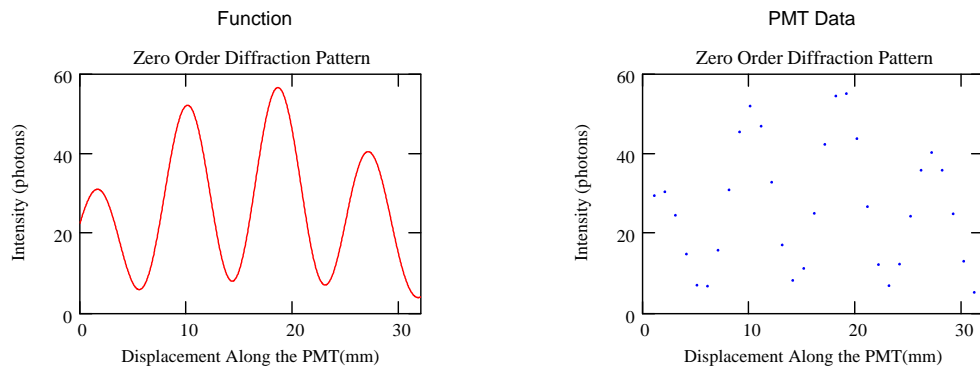 Function
Zero Order Diffraction Pattern
60
40
20
0
Intensity (photons)
0 10 20 30
Displacement Along the PMT(mm)
PMT Data
Zero Order Diffraction Pattern
60
40
20
0
Intensity (photons)
0 10 20 30
Displacement Along the PMT(mm)